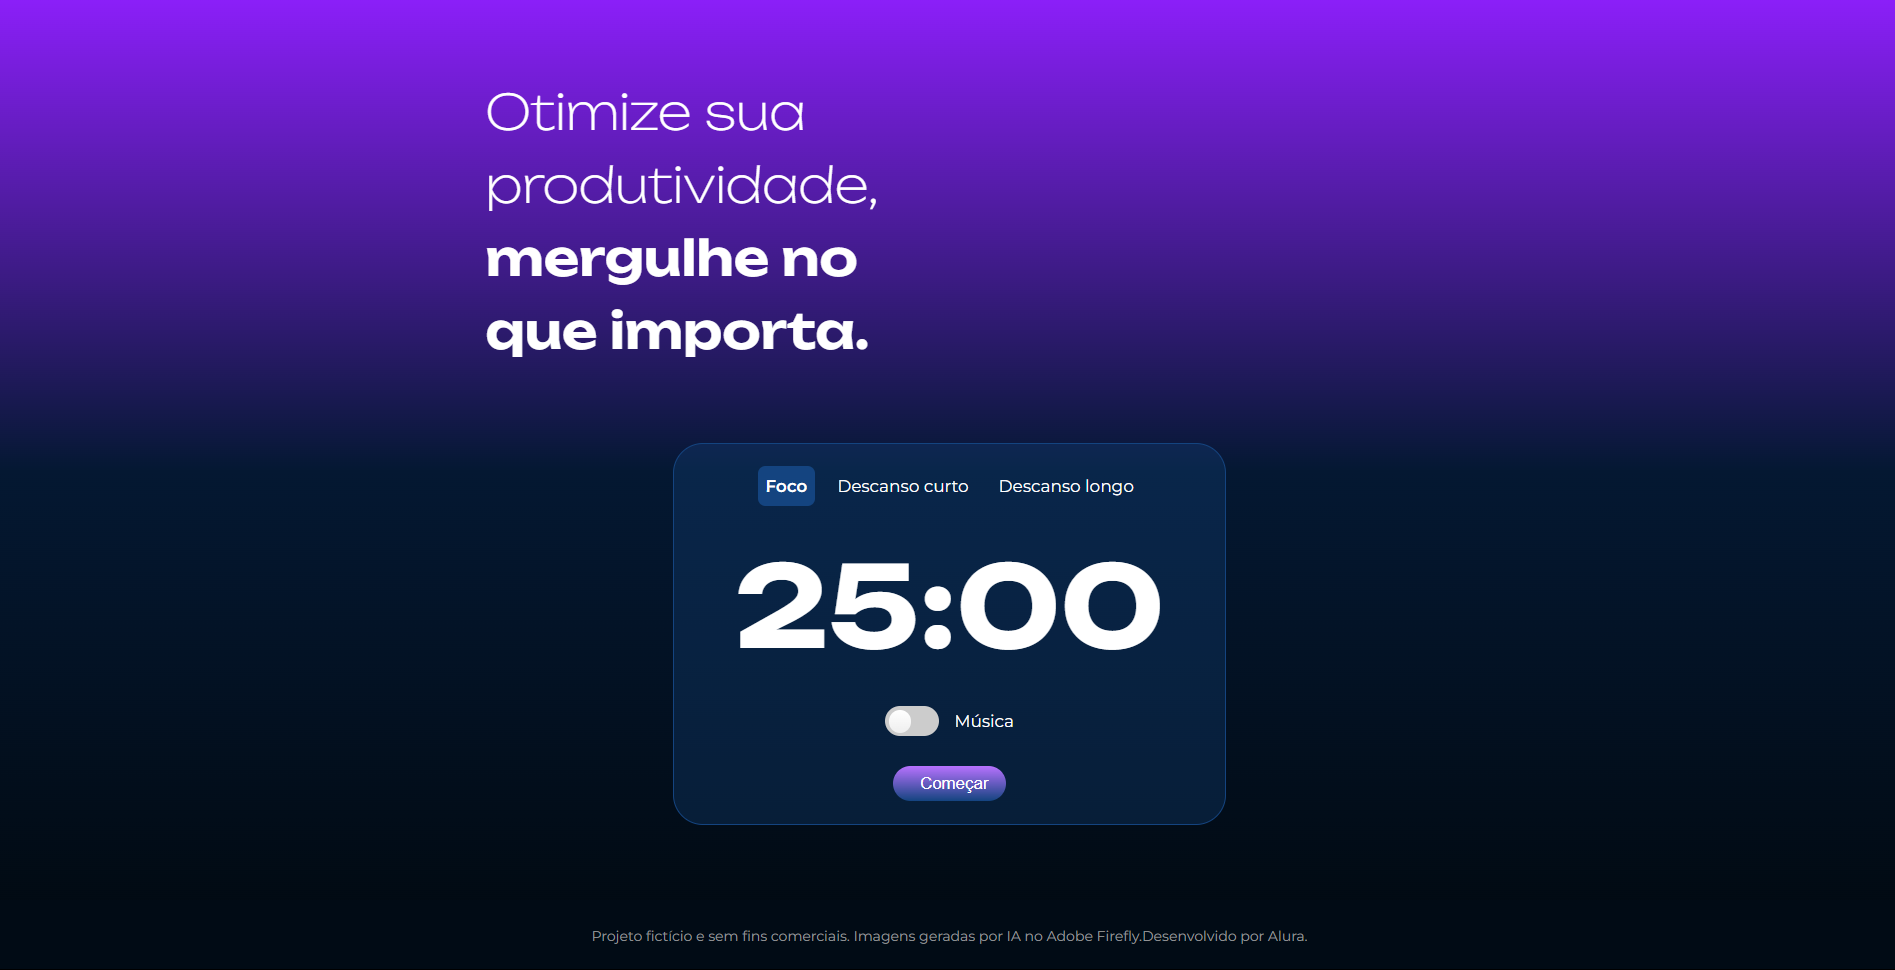 Otimize sua
produtividade,
mergulhe no
que importa.
Foco Descanso curto Descanso longo
25:00
Música
Começar
Projeto fictício e sem fins comerciais. Imagens geradas por IA no Adobe Firefly.Desenvolvido por Alura.